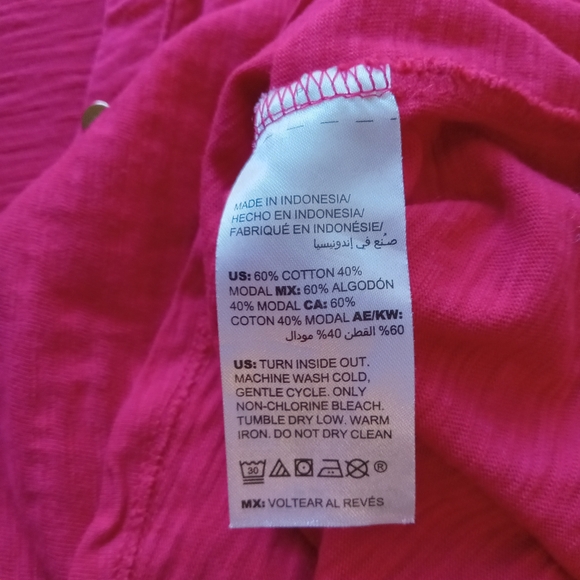 MADE IN INDONESIA/
HECHO EN INDONESIA/
FABRIQUÉ EN INDONÉSIE/
صُنع في إندونيسيا
US: 60% COTTON 40%
MODAL MX: 60% ALGODÓN
40% MODAL CA: 60%
COTON 40% MODAL AE/KW:
60% القطن 40% مودال
US: TURN INSIDE OUT.
MACHINE WASH COLD,
GENTLE CYCLE. ONLY
NON-CHLORINE BLEACH.
TUMBLE DRY LOW. WARM
IRON. DO NOT DRY CLEAN
30 ®
MX: VOLTEAR AL REVÉS